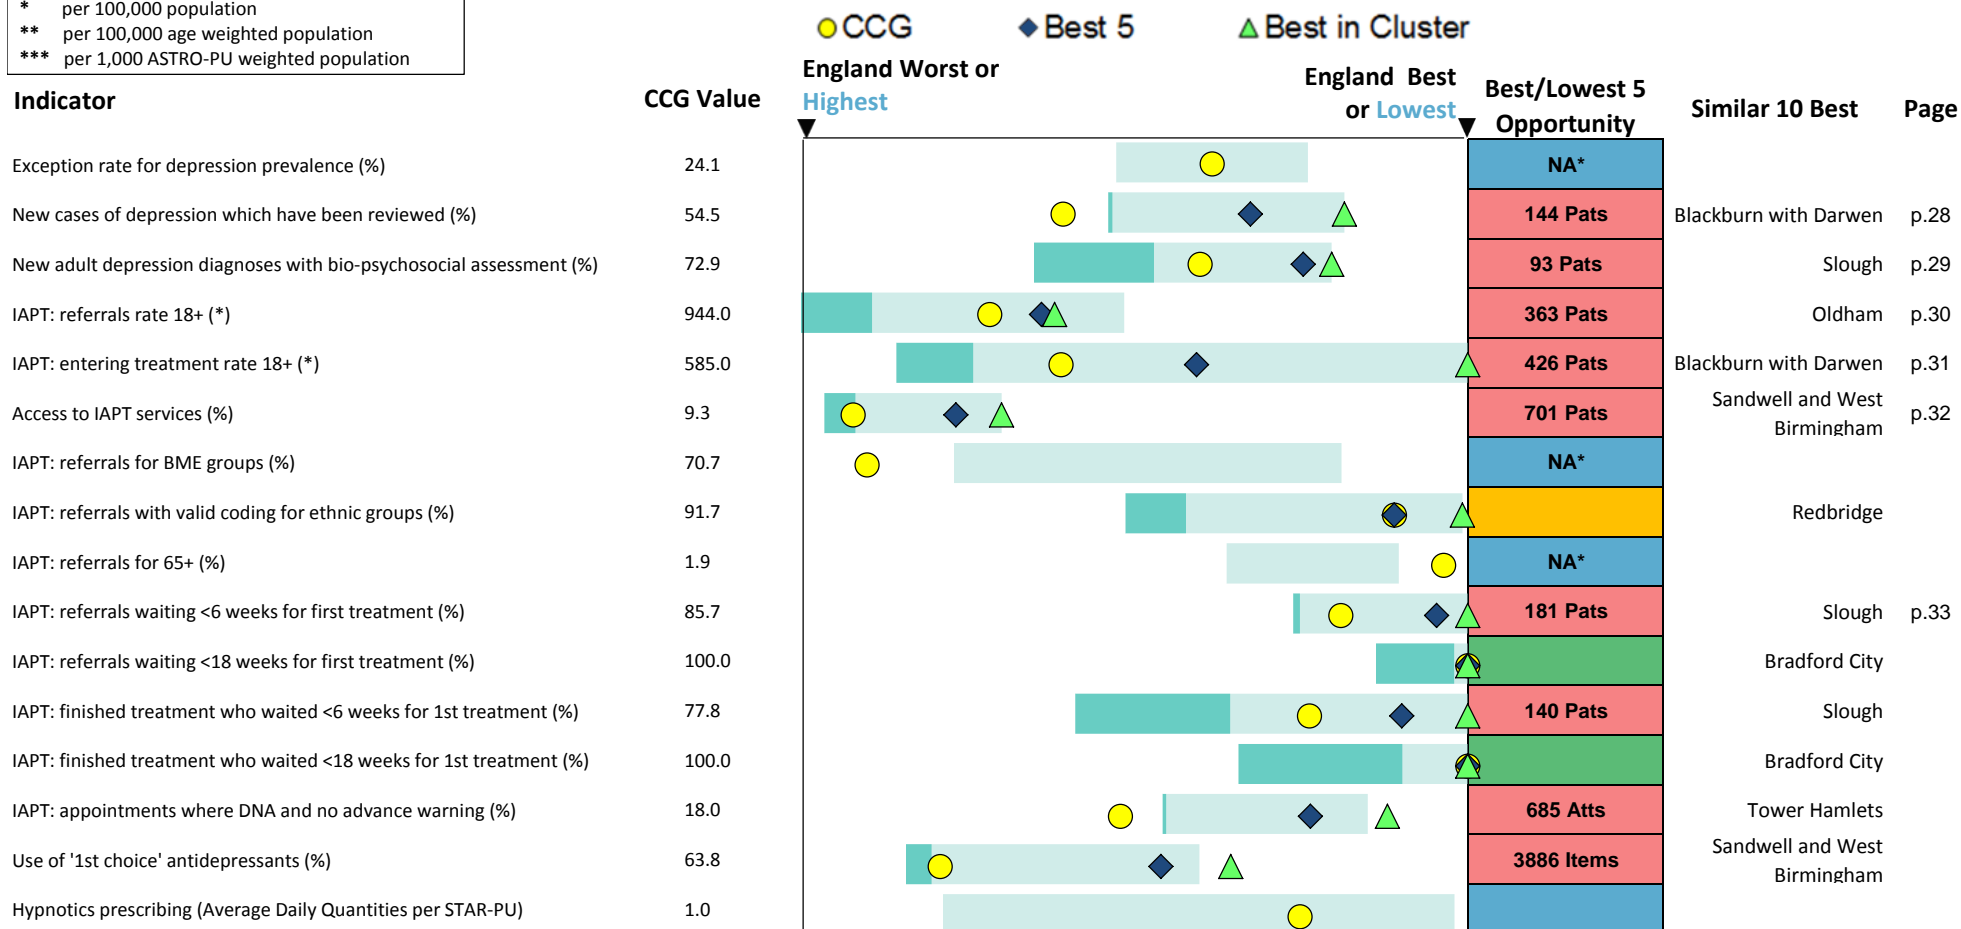 * per 100,000 population
** per 100,000 age weighted population
*** per 1,000 ASTRO-PU weighted population
CCG Best 5 Best in Cluster
Indicator CCG Value England Worst or Highest England Best or Lowest Best/Lowest 5 Opportunity Similar 10 Best Page
Exception rate for depression prevalence (%) 24.1 NA*
New cases of depression which have been reviewed (%) 54.5 144 Pats Blackburn with Darwen p.28
New adult depression diagnoses with bio-psychosocial assessment (%) 72.9 93 Pats Slough p.29
IAPT: referrals rate 18+ (*) 944.0 363 Pats Oldham p.30
IAPT: entering treatment rate 18+ (*) 585.0 426 Pats Blackburn with Darwen p.31
Access to IAPT services (%) 9.3 701 Pats Sandwell and West Birmingham p.32
IAPT: referrals for BME groups (%) 70.7 NA*
IAPT: referrals with valid coding for ethnic groups (%) 91.7 Redbridge
IAPT: referrals for 65+ (%) 1.9 NA*
IAPT: referrals waiting <6 weeks for first treatment (%) 85.7 181 Pats Slough p.33
IAPT: referrals waiting <18 weeks for first treatment (%) 100.0 Bradford City
IAPT: finished treatment who waited <6 weeks for 1st treatment (%) 77.8 140 Pats Slough
IAPT: finished treatment who waited <18 weeks for 1st treatment (%) 100.0 Bradford City
IAPT: appointments where DNA and no advance warning (%) 18.0 685 Atts Tower Hamlets
Use of '1st choice' antidepressants (%) 63.8 3886 Items Sandwell and West Birmingham
Hypnotics prescribing (Average Daily Quantities per STAR-PU) 1.0